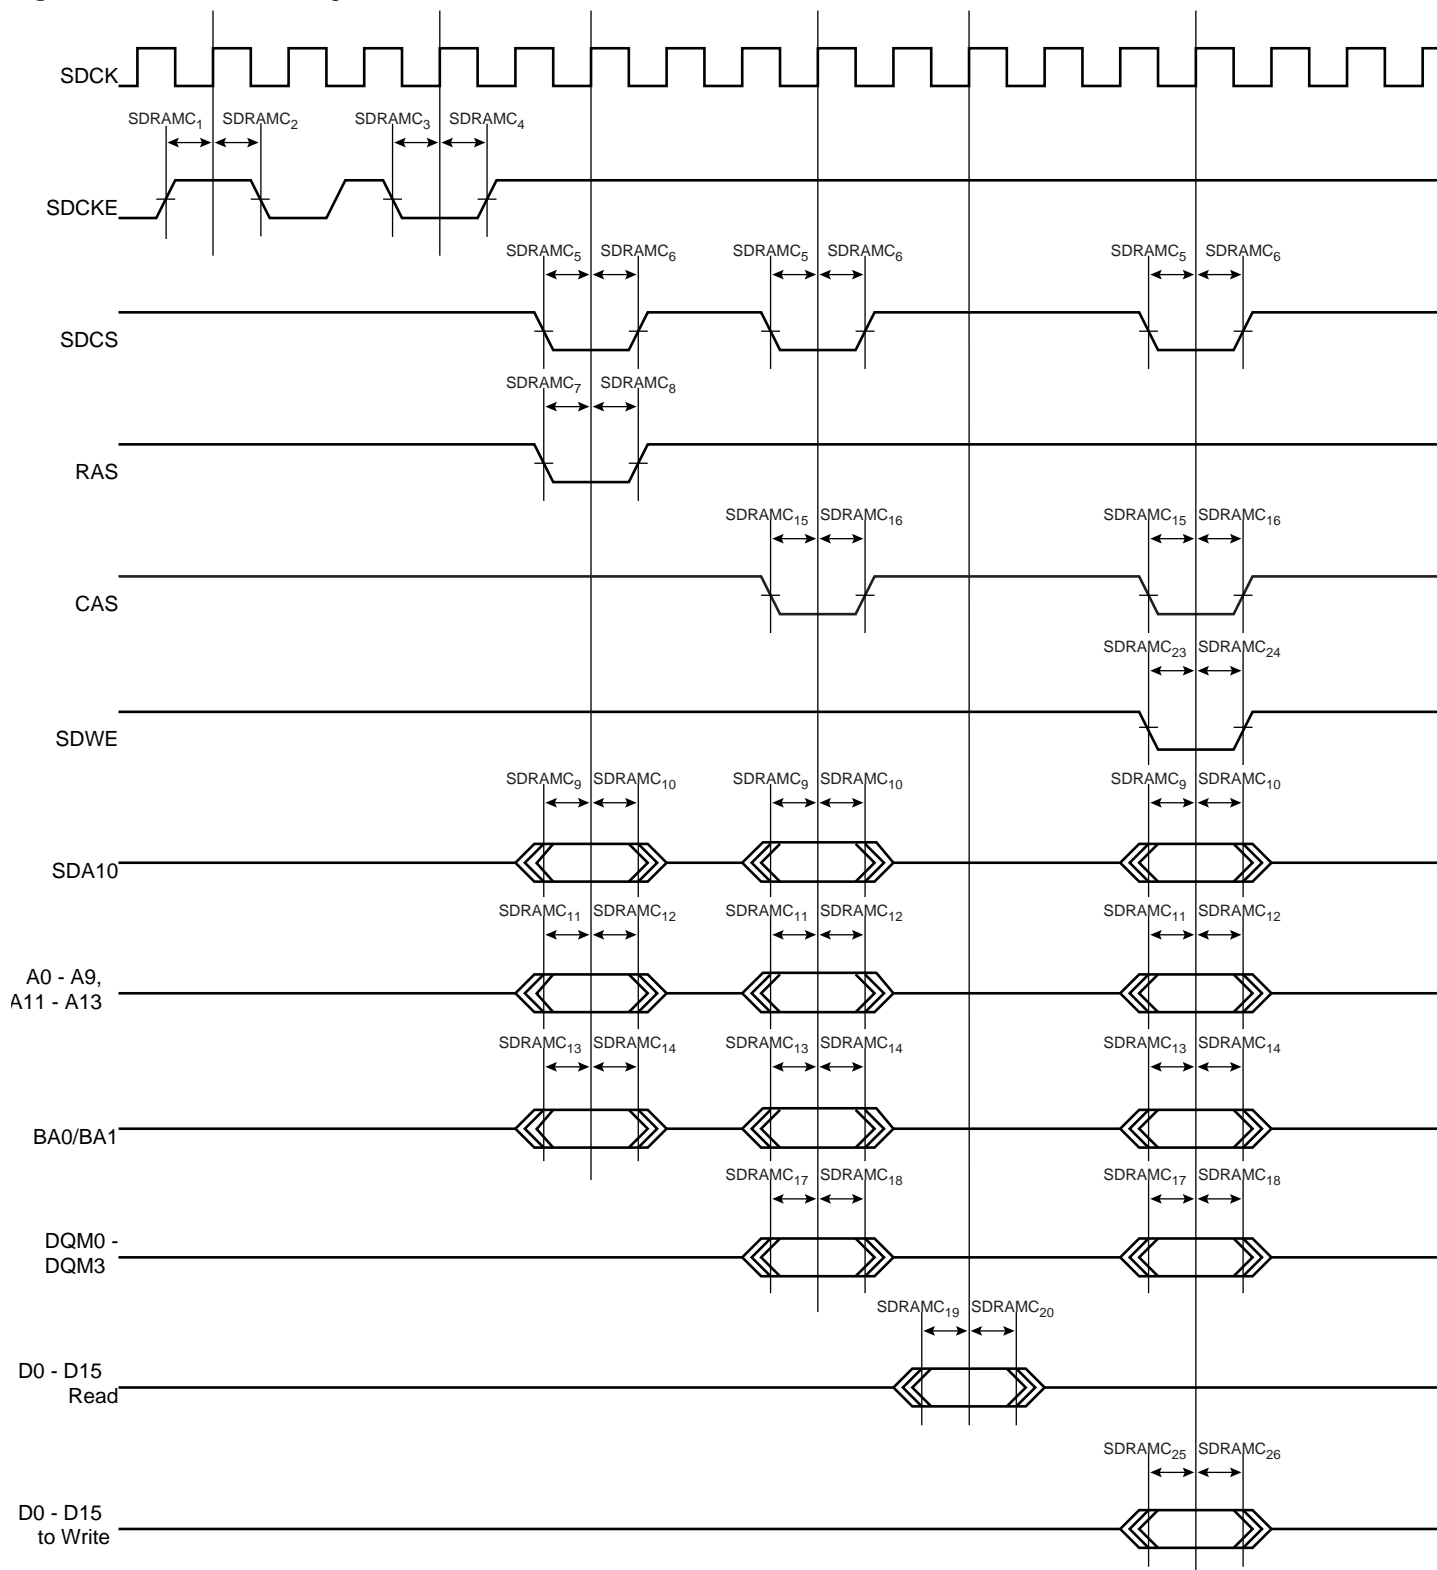 SDCK
SDRAMC1 SDRAMC2 SDRAMC3 SDRAMC4
SDCKE
SDRAMC5 SDRAMC6 SDRAMC5 SDRAMC6 SDRAMC5 SDRAMC6
SDCS
SDRAMC7 SDRAMC8
RAS
SDRAMC15 SDRAMC16 SDRAMC15 SDRAMC16
CAS
SDRAMC23 SDRAMC24
SDWE
SDRAMC9 SDRAMC10 SDRAMC9 SDRAMC10 SDRAMC9 SDRAMC10
SDA10
SDRAMC11 SDRAMC12 SDRAMC11 SDRAMC12 SDRAMC11 SDRAMC12
A0 - A9,
A11 - A13
SDRAMC13 SDRAMC14 SDRAMC13 SDRAMC14 SDRAMC13 SDRAMC14
BA0/BA1
SDRAMC17 SDRAMC18 SDRAMC17 SDRAMC18
DQM0 -
DQM3
SDRAMC19 SDRAMC20
D0 - D15
Read
SDRAMC25 SDRAMC26
D0 - D15
to Write